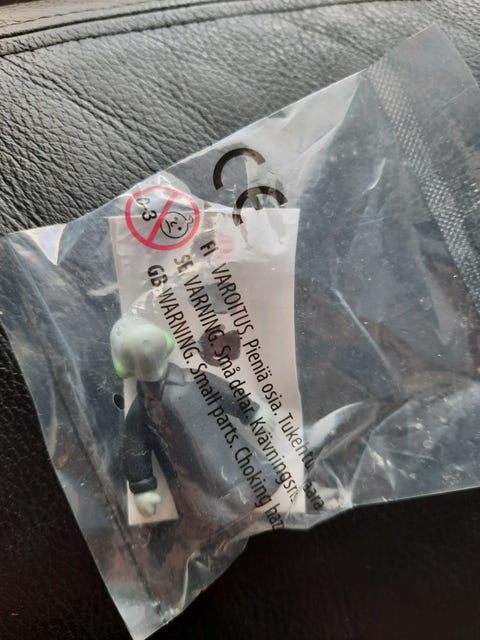 CE
0-3
FI VAROITUS. Pieniä osia. Tukehtu
SE VARNING. Små delar. Kvävningsri
GB WARNING. Small parts. Choking haz